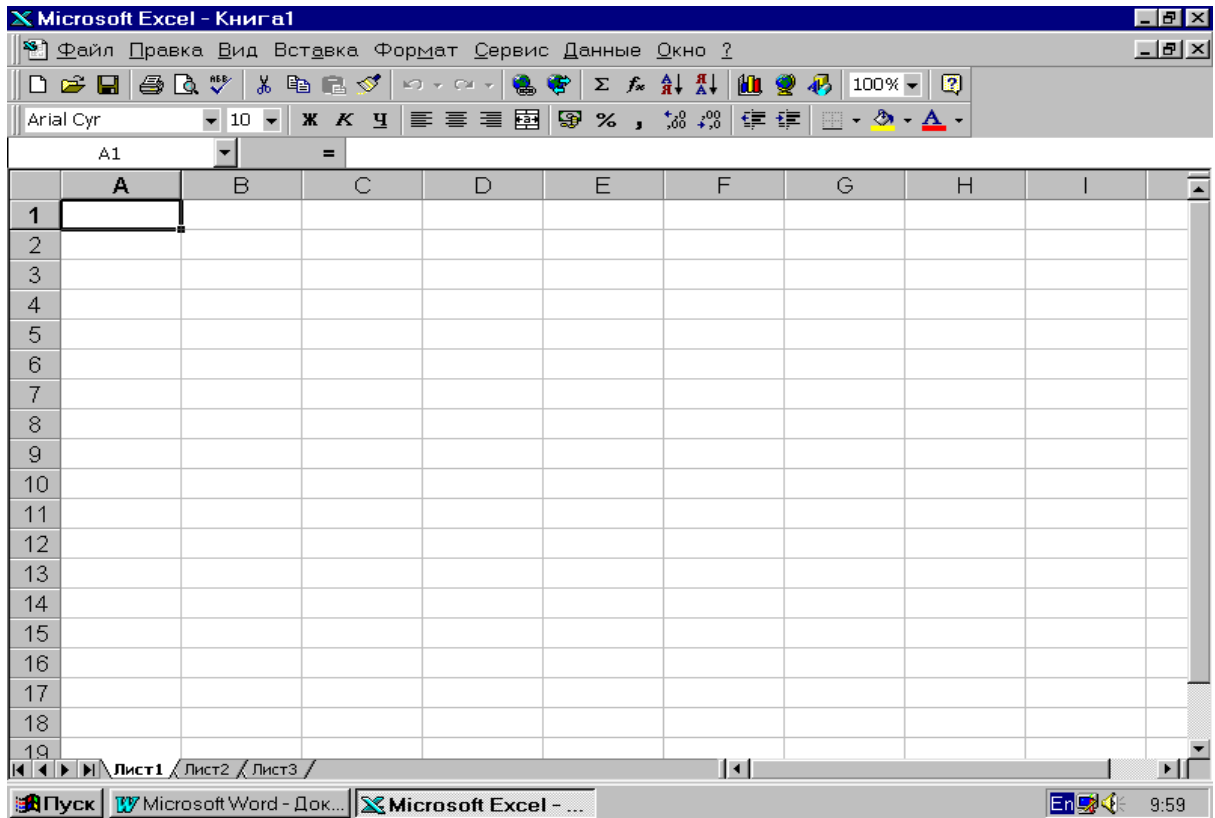 Microsoft Excel - Книга1
Файл Правка Вид Вставка Формат Сервис Данные Окно ?
100%
Arial Cyr 10 Ж К Ч % ,
A1 =
A B C D E F G H I
1
2
3
4
5
6
7
8
9
10
11
12
13
14
15
16
17
18
19
Лист1 Лист2 Лист3
Пуск Microsoft Word - Док... Microsoft Excel - ... En 9:59